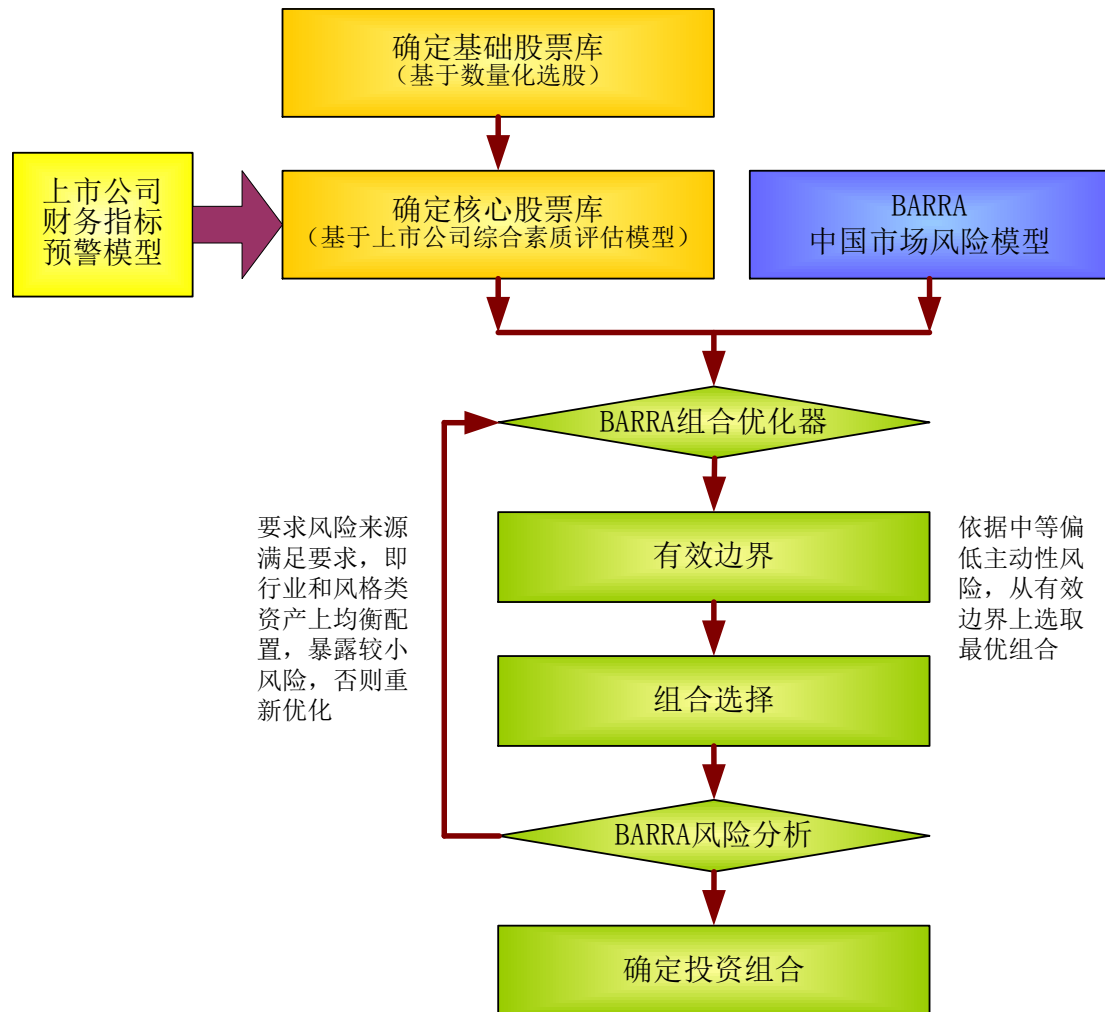 确定基础股票库
（基于数量化选股）
上市公司
财务指标
预警模型
确定核心股票库
（基于上市公司综合素质评估模型）
BARRA
中国市场风险模型
BARRA组合优化器
要求风险来源
满足要求，即
行业和风格类
资产上均衡配
置，暴露较小
风险，否则重
新优化
有效边界
依据中等偏
低主动性风
险，从有效
边界上选取
最优组合
组合选择
BARRA风险分析
确定投资组合